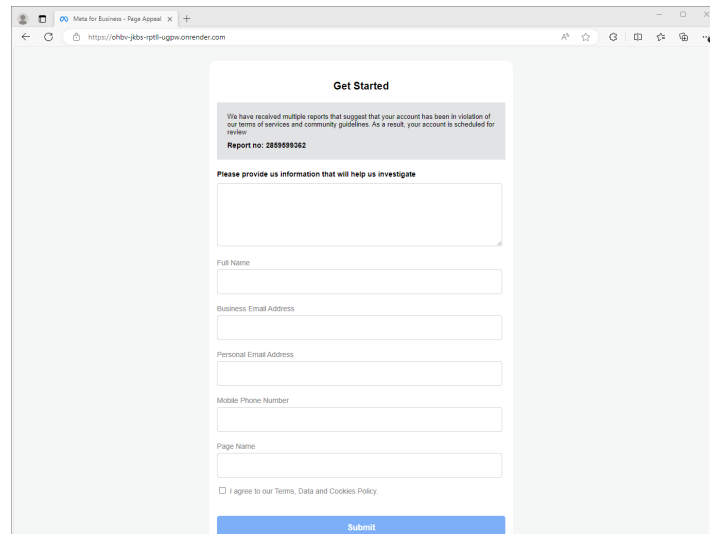 Meta for Business - Page Appeal
https://ohbv-jkbs-rptll-ugpw.onrender.com
Get Started
We have received multiple reports that suggest that your account has been in violation of
our terms of services and community guidelines. As a result, your account is scheduled for
review
Report no: 2859599362
Please provide us information that will help us investigate
Full Name
Business Email Address
Personal Email Address
Mobile Phone Number
Page Name
I agree to our Terms, Data and Cookies Policy.
Submit